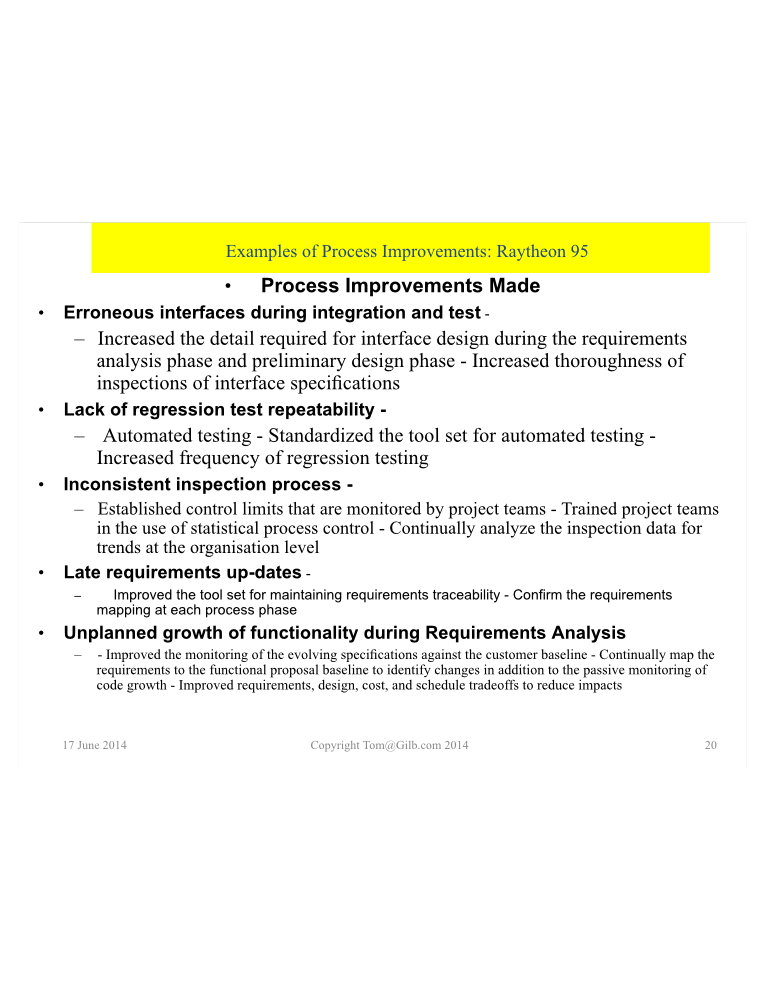 Examples of Process Improvements: Raytheon 95
• Process Improvements Made
• Erroneous interfaces during integration and test -
– Increased the detail required for interface design during the requirements
analysis phase and preliminary design phase - Increased thoroughness of
inspections of interface specifications
• Lack of regression test repeatability -
– Automated testing - Standardized the tool set for automated testing -
Increased frequency of regression testing
• Inconsistent inspection process -
– Established control limits that are monitored by project teams - Trained project teams
in the use of statistical process control - Continually analyze the inspection data for
trends at the organisation level
• Late requirements up-dates -
– Improved the tool set for maintaining requirements traceability - Confirm the requirements
mapping at each process phase
• Unplanned growth of functionality during Requirements Analysis
– - Improved the monitoring of the evolving specifications against the customer baseline - Continually map the
requirements to the functional proposal baseline to identify changes in addition to the passive monitoring of
code growth - Improved requirements, design, cost, and schedule tradeoffs to reduce impacts
17 June 2014 Copyright Tom@Gilb.com 2014 20